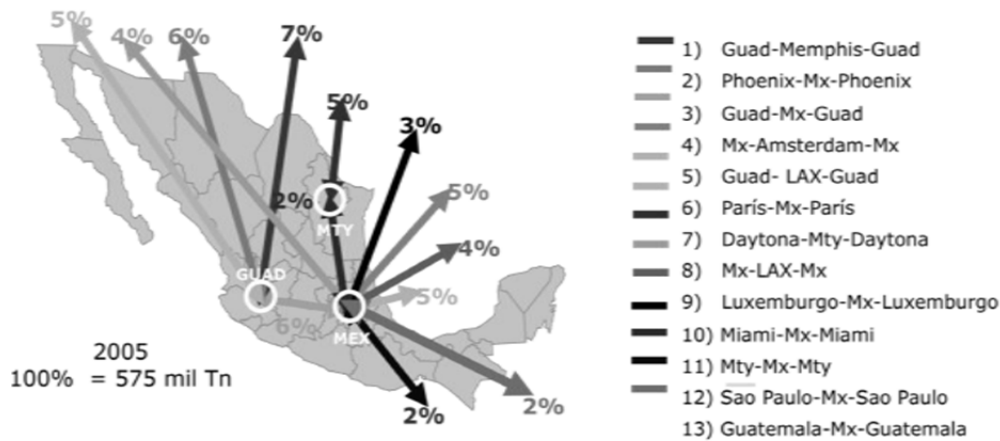 5%
4%
6%
7%
5%
3%
2%
MTY
5%
4%
GUAD
5%
6%
MEX
2%
2%
2005
100% = 575 mil Tn
1) Guad-Memphis-Guad
2) Phoenix-Mx-Phoenix
3) Guad-Mx-Guad
4) Mx-Amsterdam-Mx
5) Guad- LAX-Guad
6) París-Mx-París
7) Daytona-Mty-Daytona
8) Mx-LAX-Mx
9) Luxemburgo-Mx-Luxemburgo
10) Miami-Mx-Miami
11) Mty-Mx-Mty
12) Sao Paulo-Mx-Sao Paulo
13) Guatemala-Mx-Guatemala